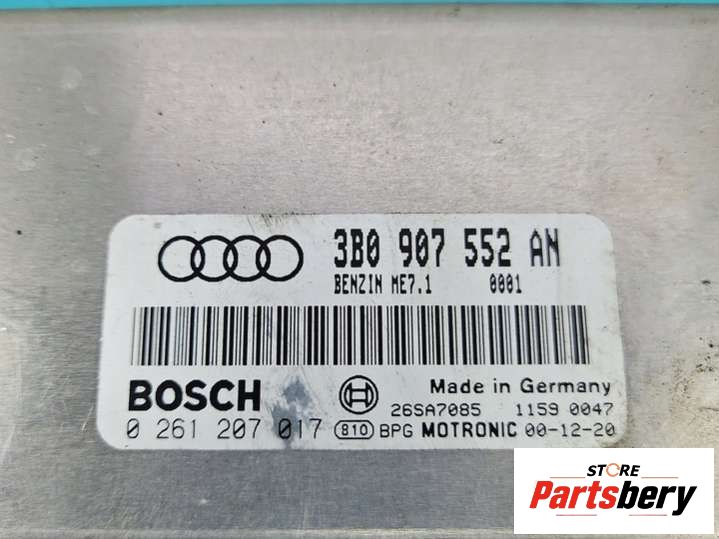 3B0 907 552 AN
BENZIN ME7.1 0001
BOSCH
Made in Germany
26SA7085 1159 0047
0 261 207 017 810 BPG MOTRONIC 00-12-20
STORE
Partsbery